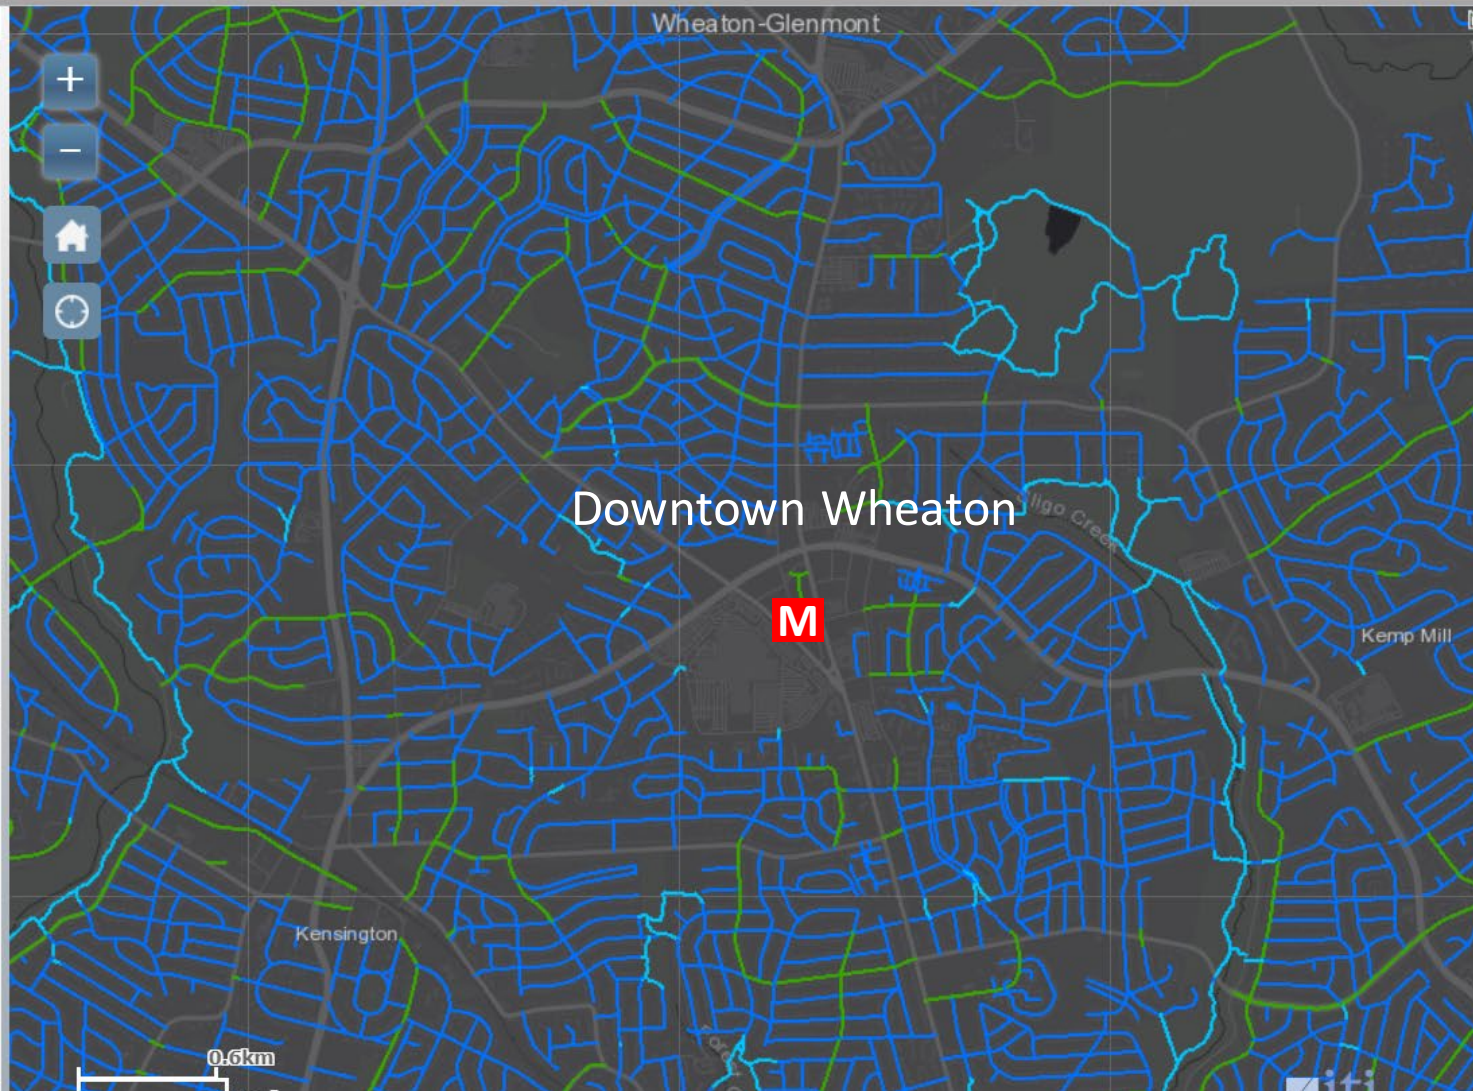 Wheaton-Glenmont
+
−
Downtown Wheaton
Sligo Creek
M
Kemp Mill
Kensington
0.6km